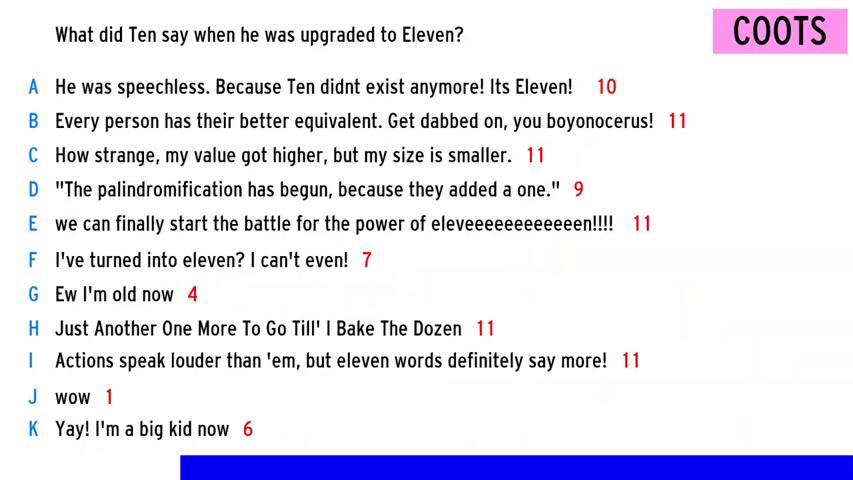 What did Ten say when he was upgraded to Eleven?
COOTS
A He was speechless. Because Ten didnt exist anymore! Its Eleven! 10
B Every person has their better equivalent. Get dabbed on, you boyonocerus! 11
C How strange, my value got higher, but my size is smaller. 11
D "The palindromification has begun, because they added a one." 9
E we can finally start the battle for the power of eleveeeeeeeeeeeen!!!! 11
F I've turned into eleven? I can't even! 7
G Ew I'm old now 4
H Just Another One More To Go Till' I Bake The Dozen 11
I Actions speak louder than 'em, but eleven words definitely say more! 11
J wow 1
K Yay! I'm a big kid now 6